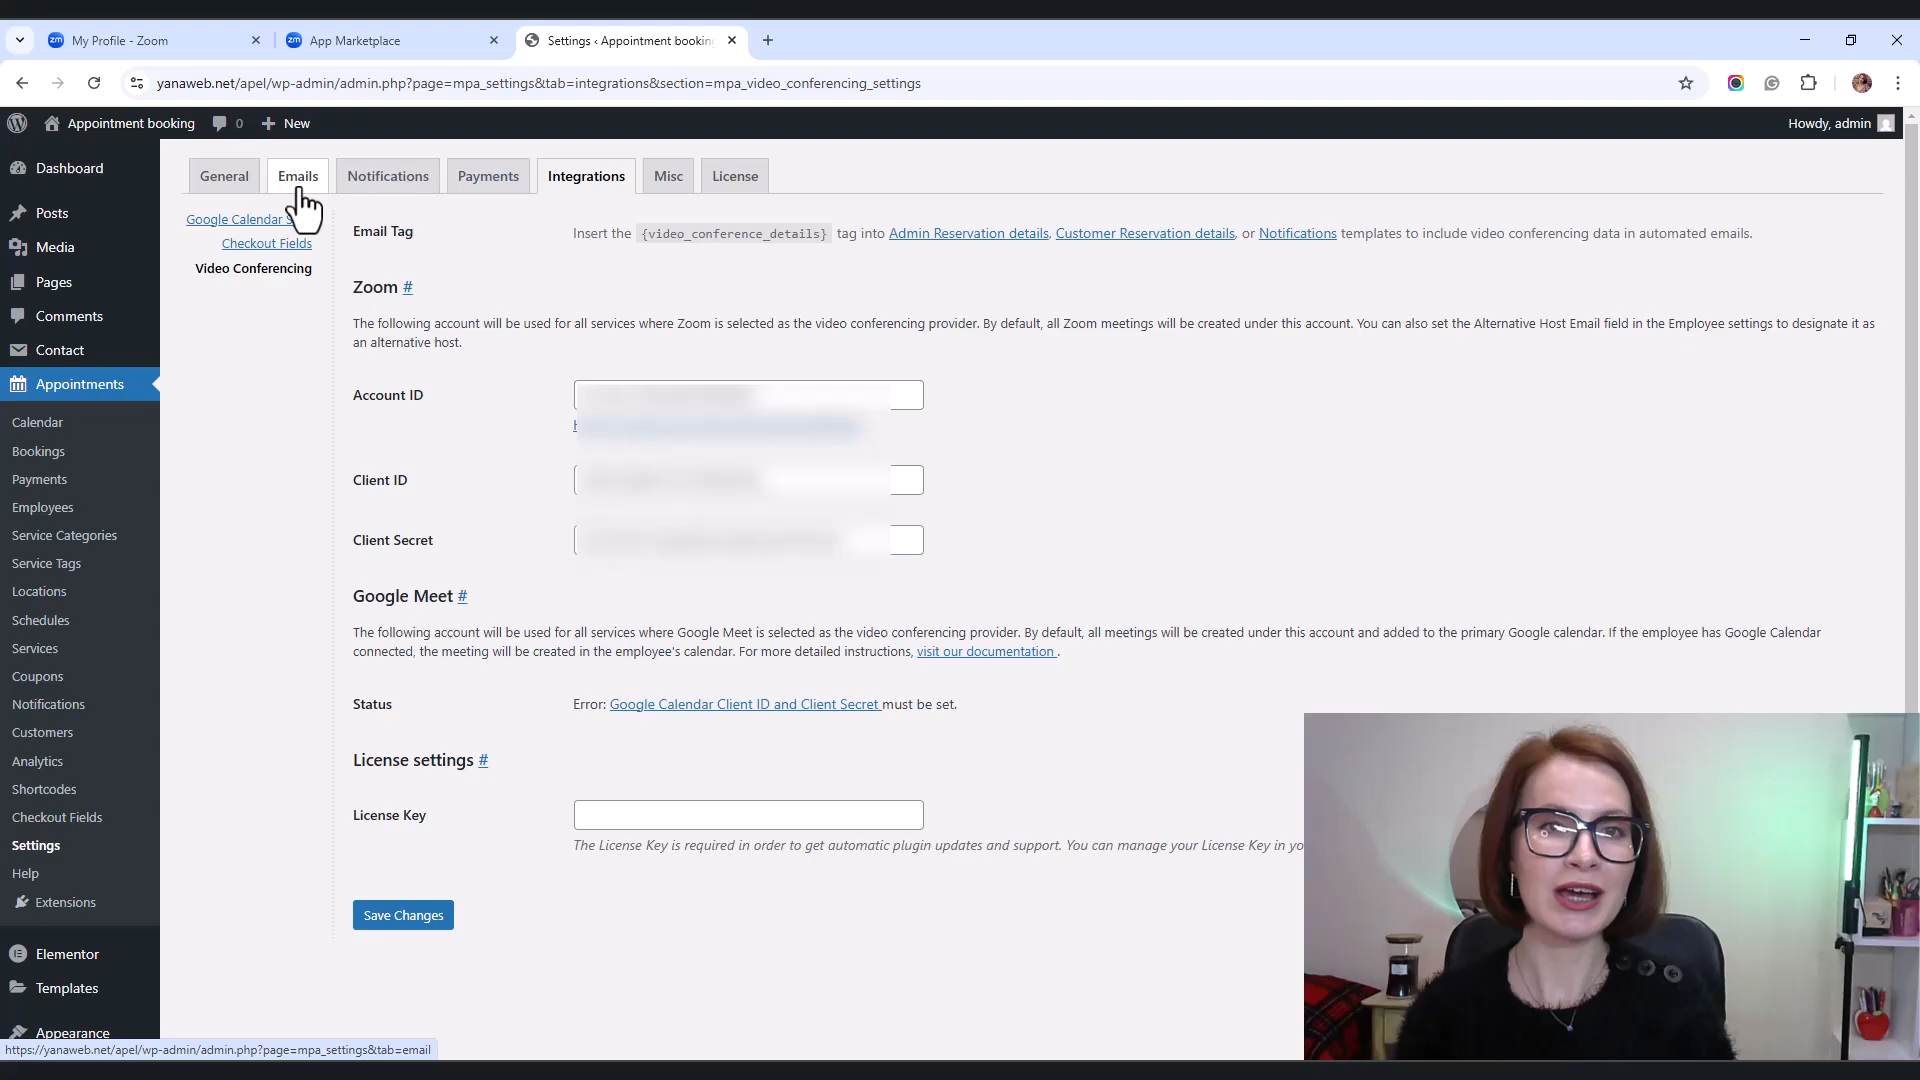 My Profile - Zoom
App Marketplace
Settings ‹ Appointment booking
yanaweb.net/apel/wp-admin/admin.php?page=mpa_settings&tab=integrations&section=mpa_video_conferencing_settings
Appointment booking
0
New
Howdy, admin
Dashboard
Posts
Media
Pages
Comments
Contact
Appointments
Calendar
Bookings
Payments
Employees
Service Categories
Service Tags
Locations
Schedules
Services
Coupons
Notifications
Customers
Analytics
Shortcodes
Checkout Fields
Settings
Help
Extensions
Elementor
Templates
Appearance
General
Emails
Notifications
Payments
Integrations
Misc
License
Google Calendar
Checkout Fields
Video Conferencing
Email Tag
Insert the {video_conference_details} tag into Admin Reservation details, Customer Reservation details, or Notifications templates to include video conferencing data in automated emails.
Zoom #
The following account will be used for all services where Zoom is selected as the video conferencing provider. By default, all Zoom meetings will be created under this account. You can also set the Alternative Host Email field in the Employee settings to designate it as
an alternative host.
Account ID
Client ID
Client Secret
Google Meet #
The following account will be used for all services where Google Meet is selected as the video conferencing provider. By default, all meetings will be created under this account and added to the primary Google calendar. If the employee has Google Calendar
connected, the meeting will be created in the employee's calendar. For more detailed instructions, visit our documentation .
Status
Error: Google Calendar Client ID and Client Secret must be set.
License settings #
License Key
The License Key is required in order to get automatic plugin updates and support. You can manage your License Key in
Save Changes
https://yanaweb.net/apel/wp-admin/admin.php?page=mpa_settings&tab=email